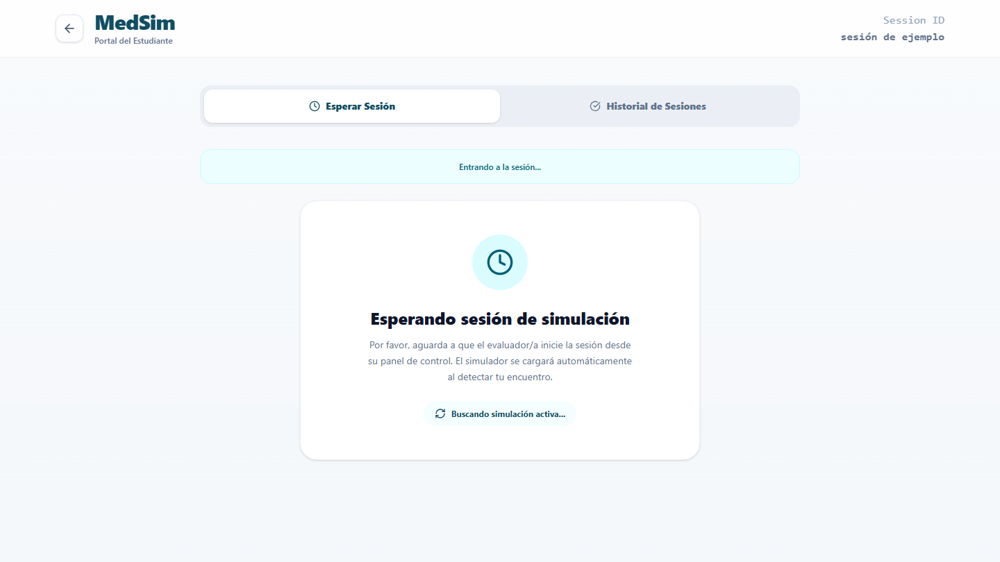 MedSim
Portal del Estudiante
Session ID
sesión de ejemplo
Esperar Sesión
Historial de Sesiones
Entrando a la sesión...
Esperando sesión de simulación
Por favor, aguarda a que el evaluador/a inicie la sesión desde
su panel de control. El simulador se cargará automáticamente
al detectar tu encuentro.
Buscando simulación activa...